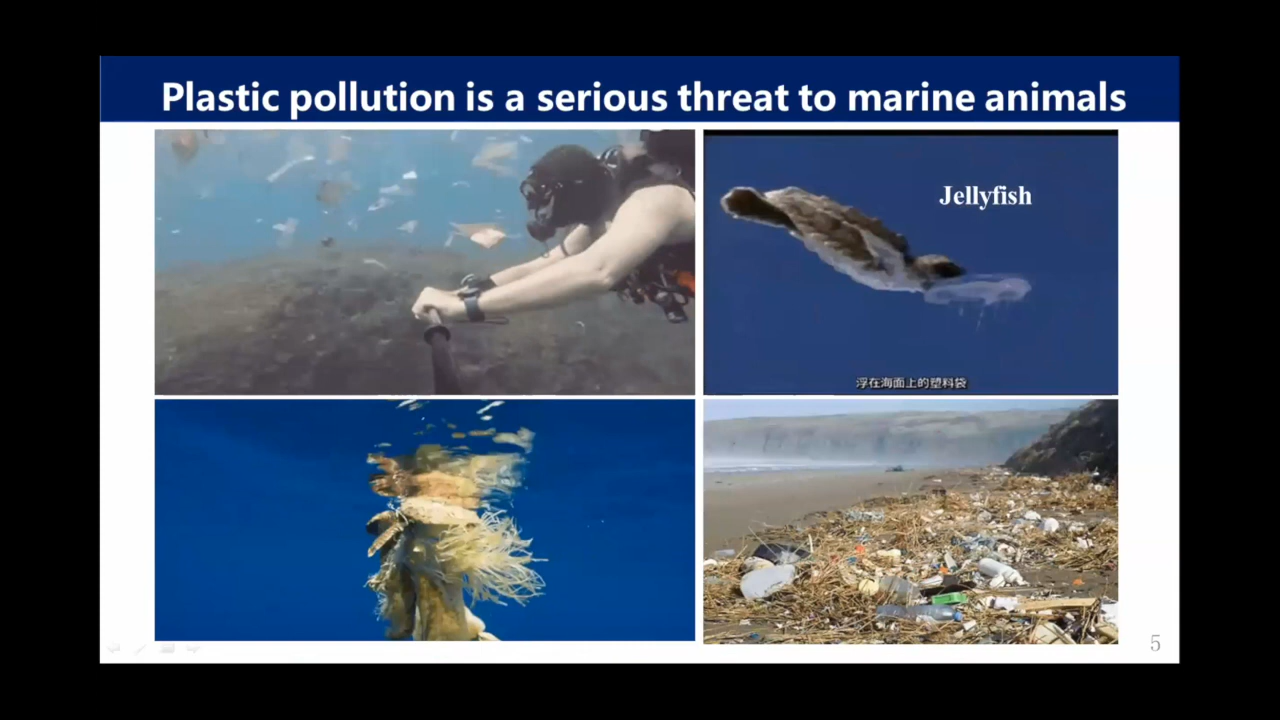 Plastic pollution is a serious threat to marine animals
Jellyfish
浮在海面上的塑料袋
5